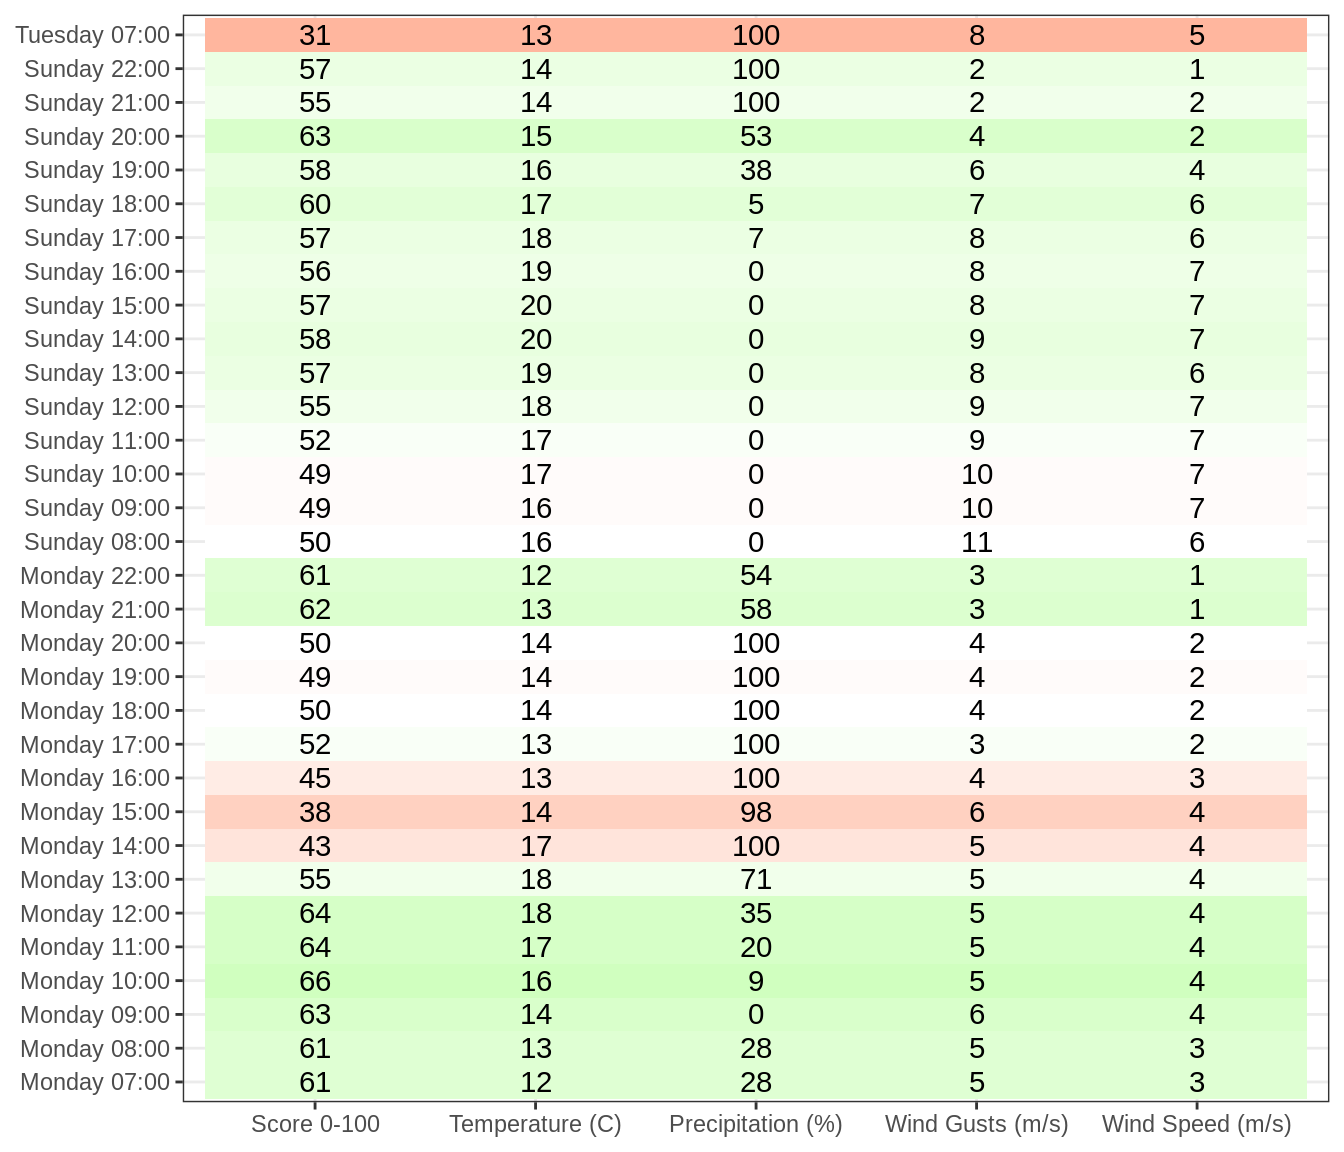 Tuesday 07:00 31 13 100 8 5
Sunday 22:00 57 14 100 2 1
Sunday 21:00 55 14 100 2 2
Sunday 20:00 63 15 53 4 2
Sunday 19:00 58 16 38 6 4
Sunday 18:00 60 17 5 7 6
Sunday 17:00 57 18 7 8 6
Sunday 16:00 56 19 0 8 7
Sunday 15:00 57 20 0 8 7
Sunday 14:00 58 20 0 9 7
Sunday 13:00 57 19 0 8 6
Sunday 12:00 55 18 0 9 7
Sunday 11:00 52 17 0 9 7
Sunday 10:00 49 17 0 10 7
Sunday 09:00 49 16 0 10 7
Sunday 08:00 50 16 0 11 6
Monday 22:00 61 12 54 3 1
Monday 21:00 62 13 58 3 1
Monday 20:00 50 14 100 4 2
Monday 19:00 49 14 100 4 2
Monday 18:00 50 14 100 4 2
Monday 17:00 52 13 100 3 2
Monday 16:00 45 13 100 4 3
Monday 15:00 38 14 98 6 4
Monday 14:00 43 17 100 5 4
Monday 13:00 55 18 71 5 4
Monday 12:00 64 18 35 5 4
Monday 11:00 64 17 20 5 4
Monday 10:00 66 16 9 5 4
Monday 09:00 63 14 0 6 4
Monday 08:00 61 13 28 5 3
Monday 07:00 61 12 28 5 3
Score 0-100 Temperature (C) Precipitation (%) Wind Gusts (m/s) Wind Speed (m/s)